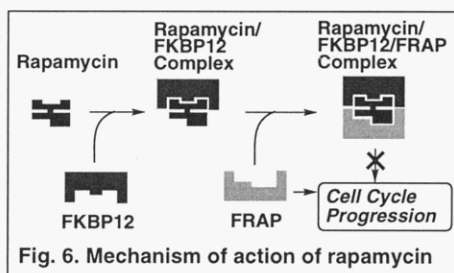 Rapamycin
Rapamycin/
FKBP12
Complex
Rapamycin/
FKBP12/FRAP
Complex
FKBP12
FRAP
Cell Cycle
Progression
Fig. 6. Mechanism of action of rapamycin